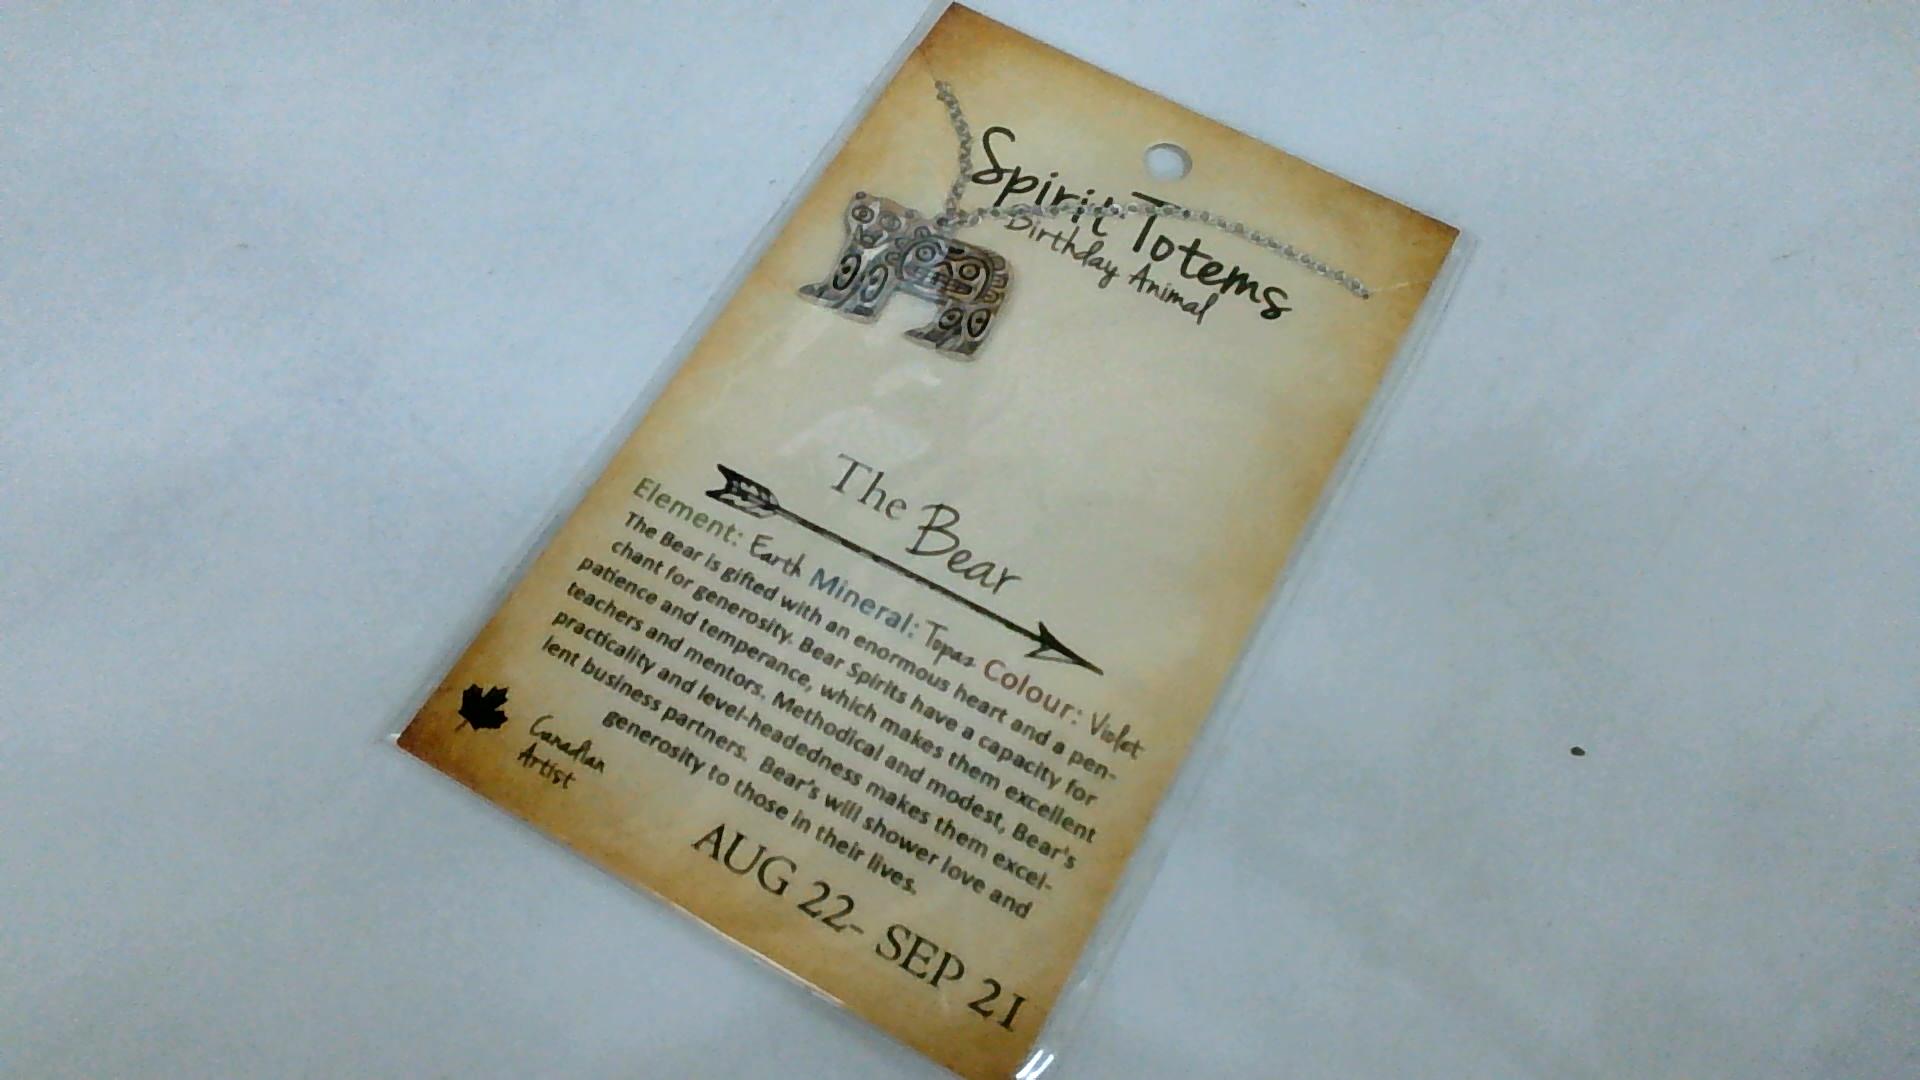 Spirit Totems
Birthday Animal
The Bear
Element: Earth Mineral: Topaz Colour: Violet
The Bear is gifted with an enormous heart and a pen-
chant for generosity. Bear Spirits have a capacity for
patience and temperance, which makes them excellent
teachers and mentors. Methodical and modest, Bear's
practicality and level-headedness makes them excel-
lent business partners. Bear's will shower love and
generosity to those in their lives.
Canadian
Artist
AUG 22- SEP 21